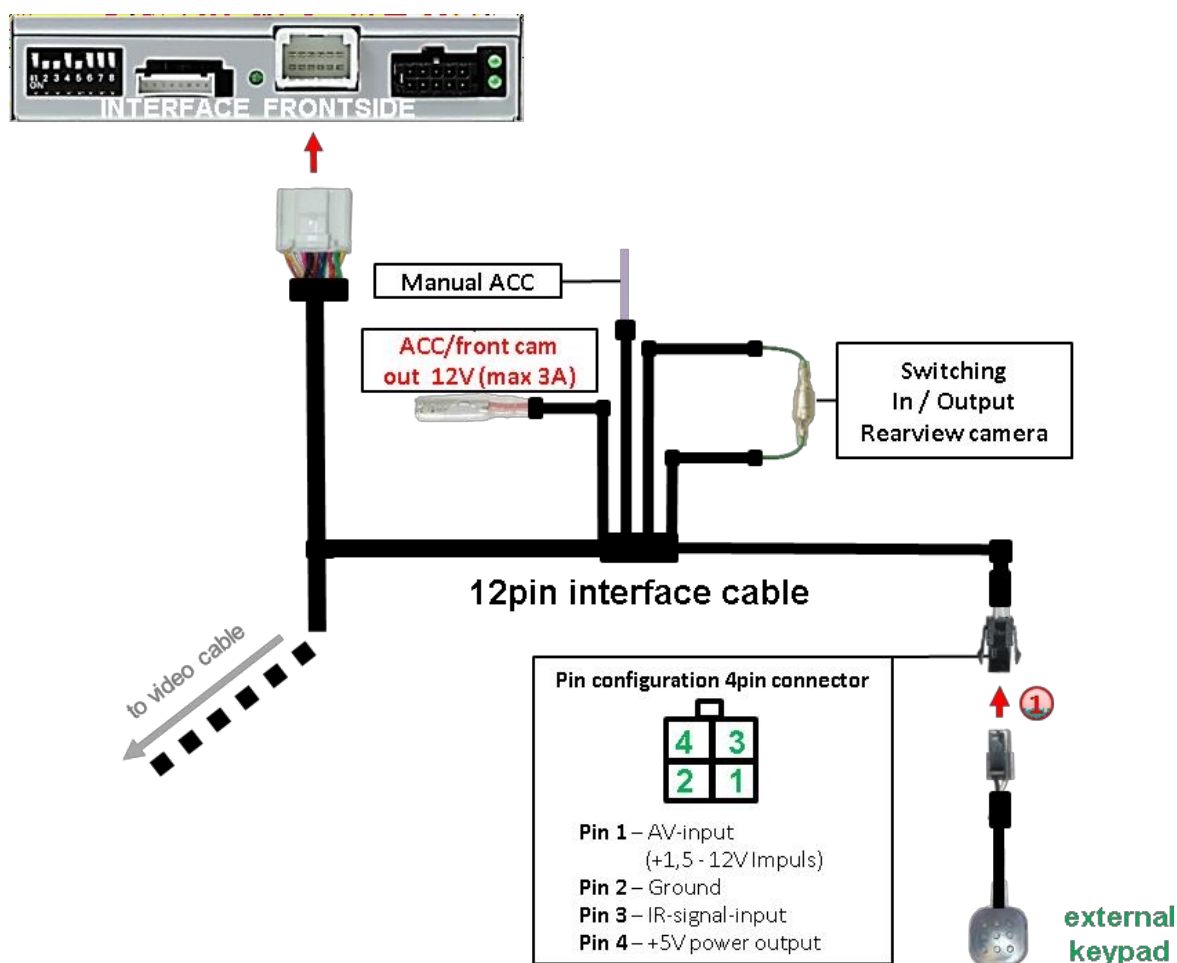 1 2 3 4 5 6 7 8
ON
INTERFACE FRONTSIDE
Manual ACC
ACC/front cam
out 12V (max 3A)
Switching
In / Output
Rearview camera
12pin interface cable
to video cable
Pin configuration 4pin connector
4 3
2 1
Pin 1 – AV-input
(+1,5 - 12V Impuls)
Pin 2 – Ground
Pin 3 – IR-signal-input
Pin 4 – +5V power output
1
external
keypad